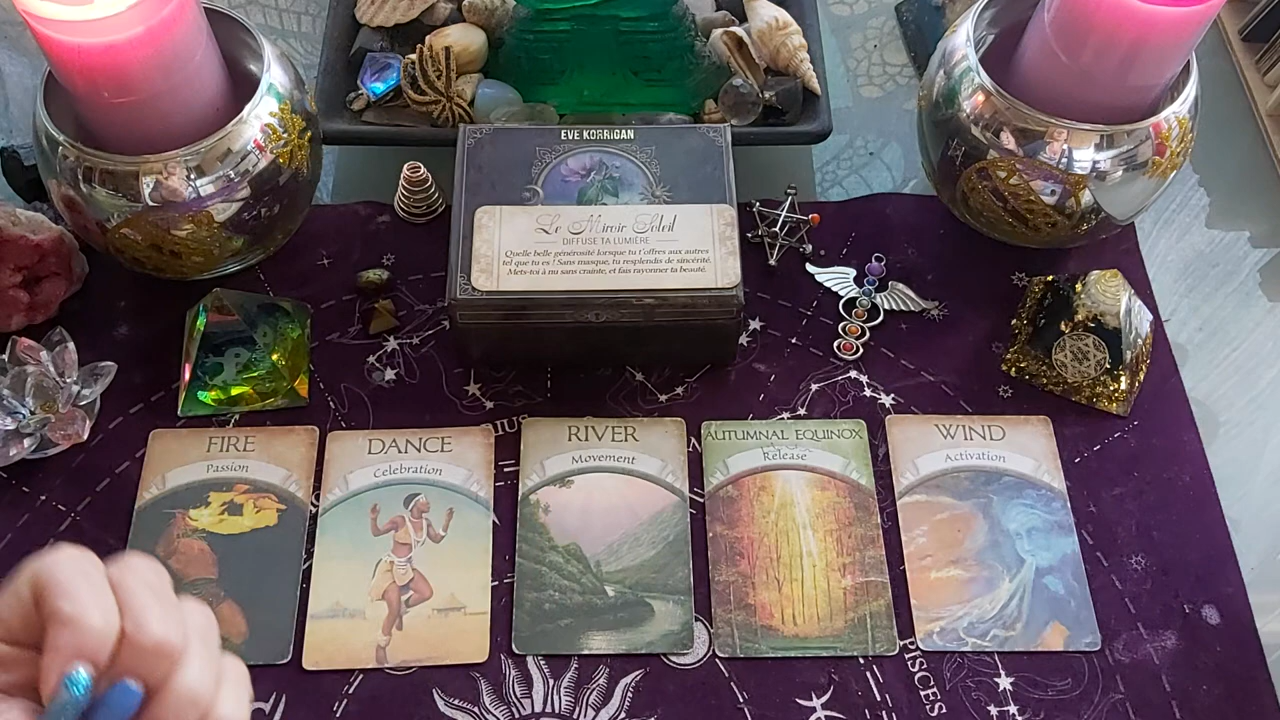 EVE KORRIGAN
Le Miroir Soleil
DIFFUSE TA LUMIÈRE
Quelle belle générosité lorsque tu t'offres aux autres
tel que tu es ! Sans masque, tu resplendis de sincérité.
Mets-toi à nu sans crainte, et fais rayonner ta beauté.
FIRE
Passion
DANCE
Celebration
RIVER
Movement
AUTUMNAL EQUINOX
Release
WIND
Activation
PISCES